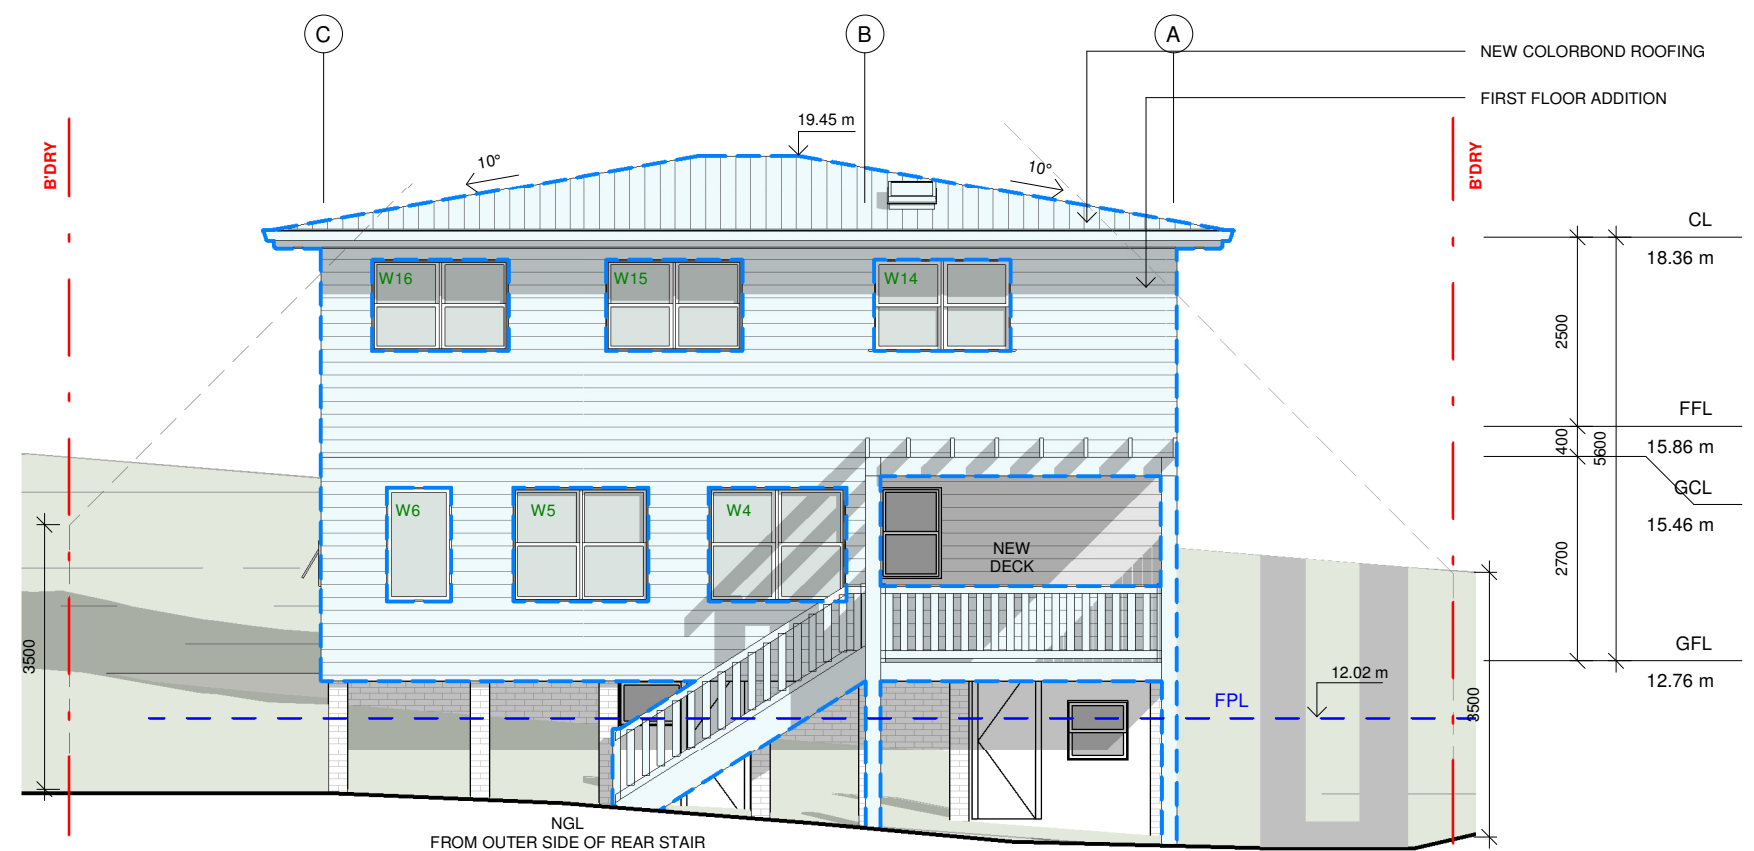 C
B
A
NEW COLORBOND ROOFING
FIRST FLOOR ADDITION
19.45 m
B'DRY
B'DRY
10°
10°
CL
18.36 m
W16
W15
W14
2500
FFL
15.86 m
400
5600
GCL
15.46 m
W6
W5
W4
NEW
DECK
2700
3500
GFL
12.76 m
12.02 m
FPL
3500
NGL
FROM OUTER SIDE OF REAR STAIR